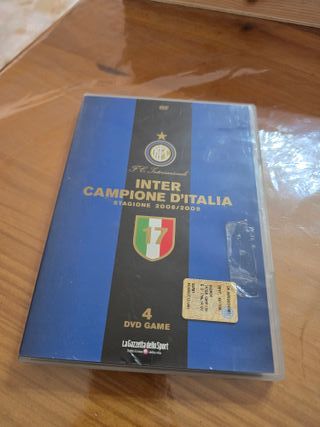 DVD
F.C. Internazionale
INTER
CAMPIONE D'ITALIA
STAGIONE 2008/2009
17
4
DVD GAME
La Gazzetta dello Sport